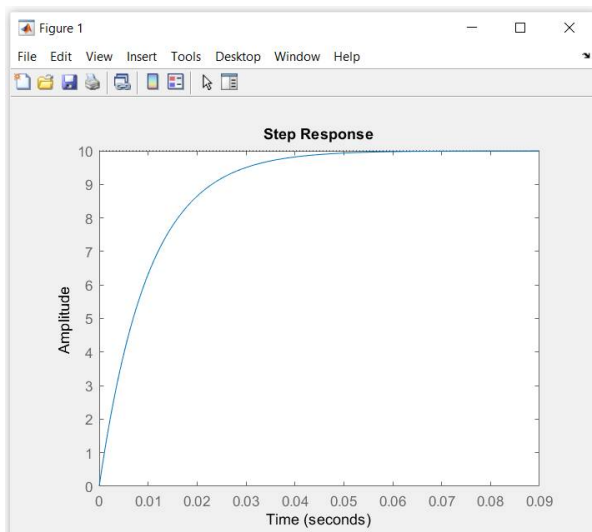 Figure 1
File Edit View Insert Tools Desktop Window Help
Step Response
10
9
8
7
6
5
4
3
2
1
0
Amplitude
0 0.01 0.02 0.03 0.04 0.05 0.06 0.07 0.08 0.09
Time (seconds)